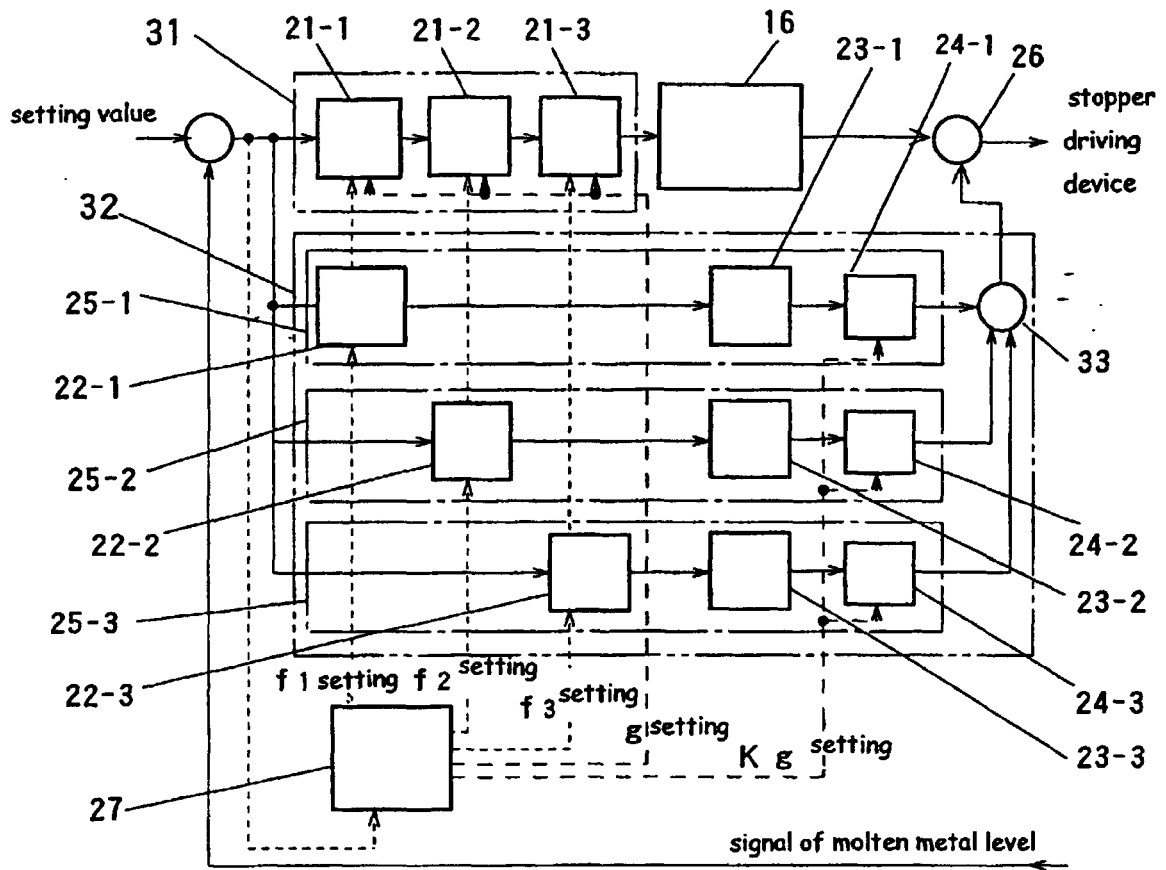 31
21-1
21-2
21-3
16
23-1
24-1
26
setting value
stopper
driving
device
32
25-1
22-1
33
25-2
22-2
24-2
25-3
23-2
22-3
f 1 setting
f 2 setting
f 3 setting
g setting
K g setting
24-3
23-3
27
signal of molten metal level